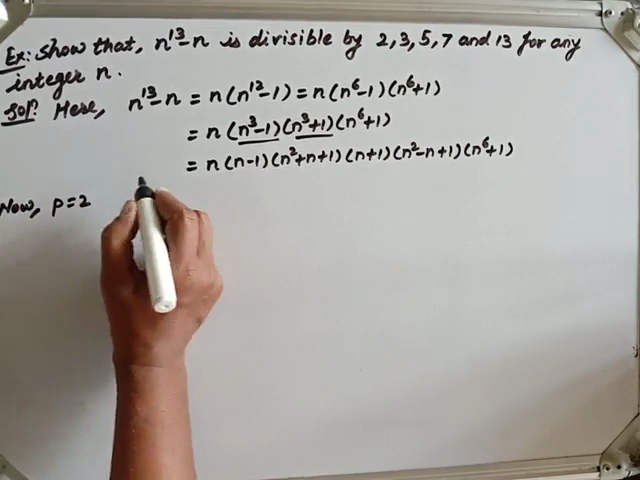 Ex: Show that, n¹³-n is divisible by 2,3,5,7 and 13 for any
integer n.
Solⁿ: Here, n¹³-n = n(n¹²-1) = n(n⁶-1)(n⁶+1)
= n(n³-1)(n³+1)(n⁶+1)
= n(n-1)(n²+n+1)(n+1)(n²-n+1)(n⁶+1)
Now, p=2